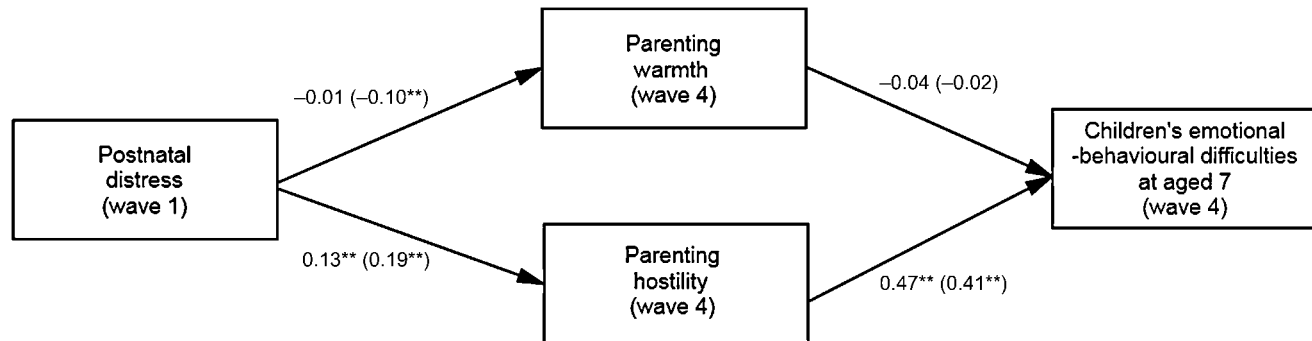 Parenting
warmth
(wave 4)
–0.01 (–0.10**)
–0.04 (–0.02)
Postnatal
distress
(wave 1)
Children's emotional
-behavioural difficulties
at aged 7
(wave 4)
0.13** (0.19**)
Parenting
hostility
(wave 4)
0.47** (0.41**)